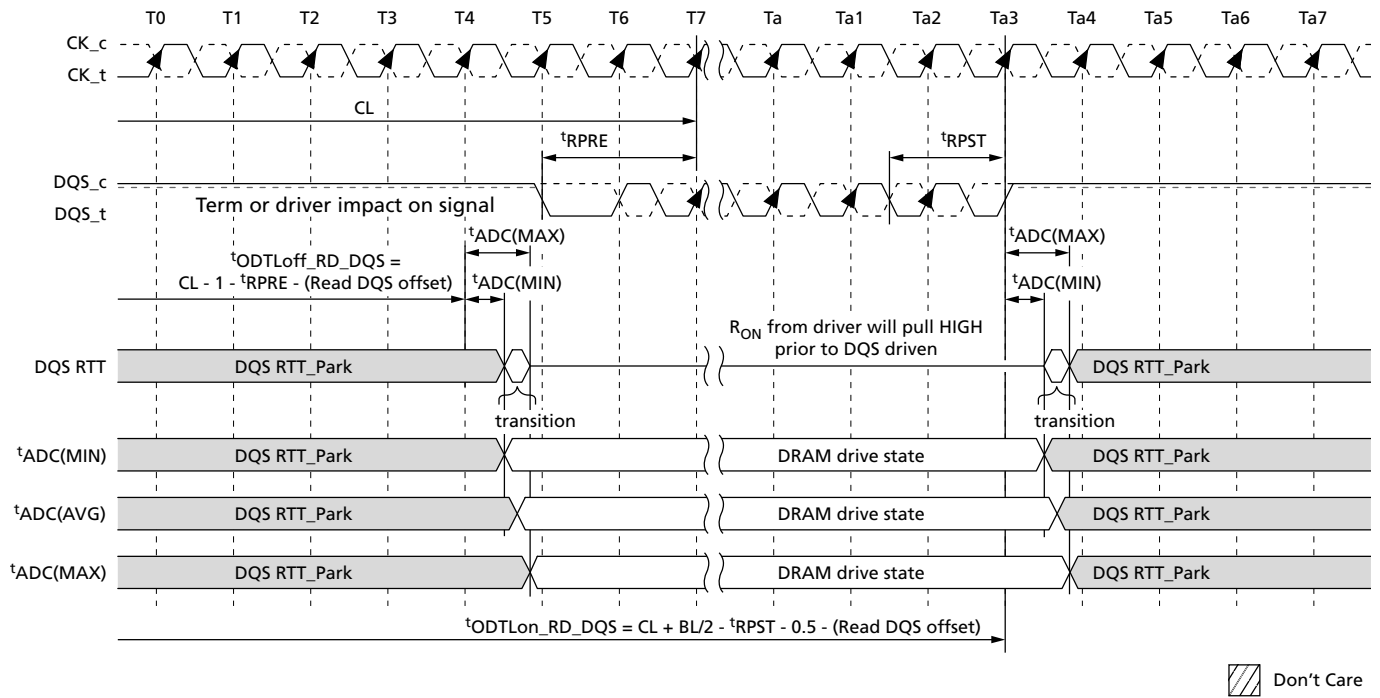 T0 T1 T2 T3 T4 T5 T6 T7 Ta Ta1 Ta2 Ta3 Ta4 Ta5 Ta6 Ta7
CK_c
CK_t
CL
tRPRE
tRPST
DQS_c
DQS_t
Term or driver impact on signal
tADC(MAX)
tADC(MAX)
tODTLoff_RD_DQS =
CL - 1 - tRPRE - (Read DQS offset)
tADC(MIN)
tADC(MIN)
RON from driver will pull HIGH
prior to DQS driven
DQS RTT
DQS RTT_Park
DQS RTT_Park
transition
transition
tADC(MIN)
DQS RTT_Park
DRAM drive state
DQS RTT_Park
tADC(AVG)
DQS RTT_Park
DRAM drive state
DQS RTT_Park
tADC(MAX)
DQS RTT_Park
DRAM drive state
DQS RTT_Park
tODTLon_RD_DQS = CL + BL/2 - tRPST - 0.5 - (Read DQS offset)
Don't Care